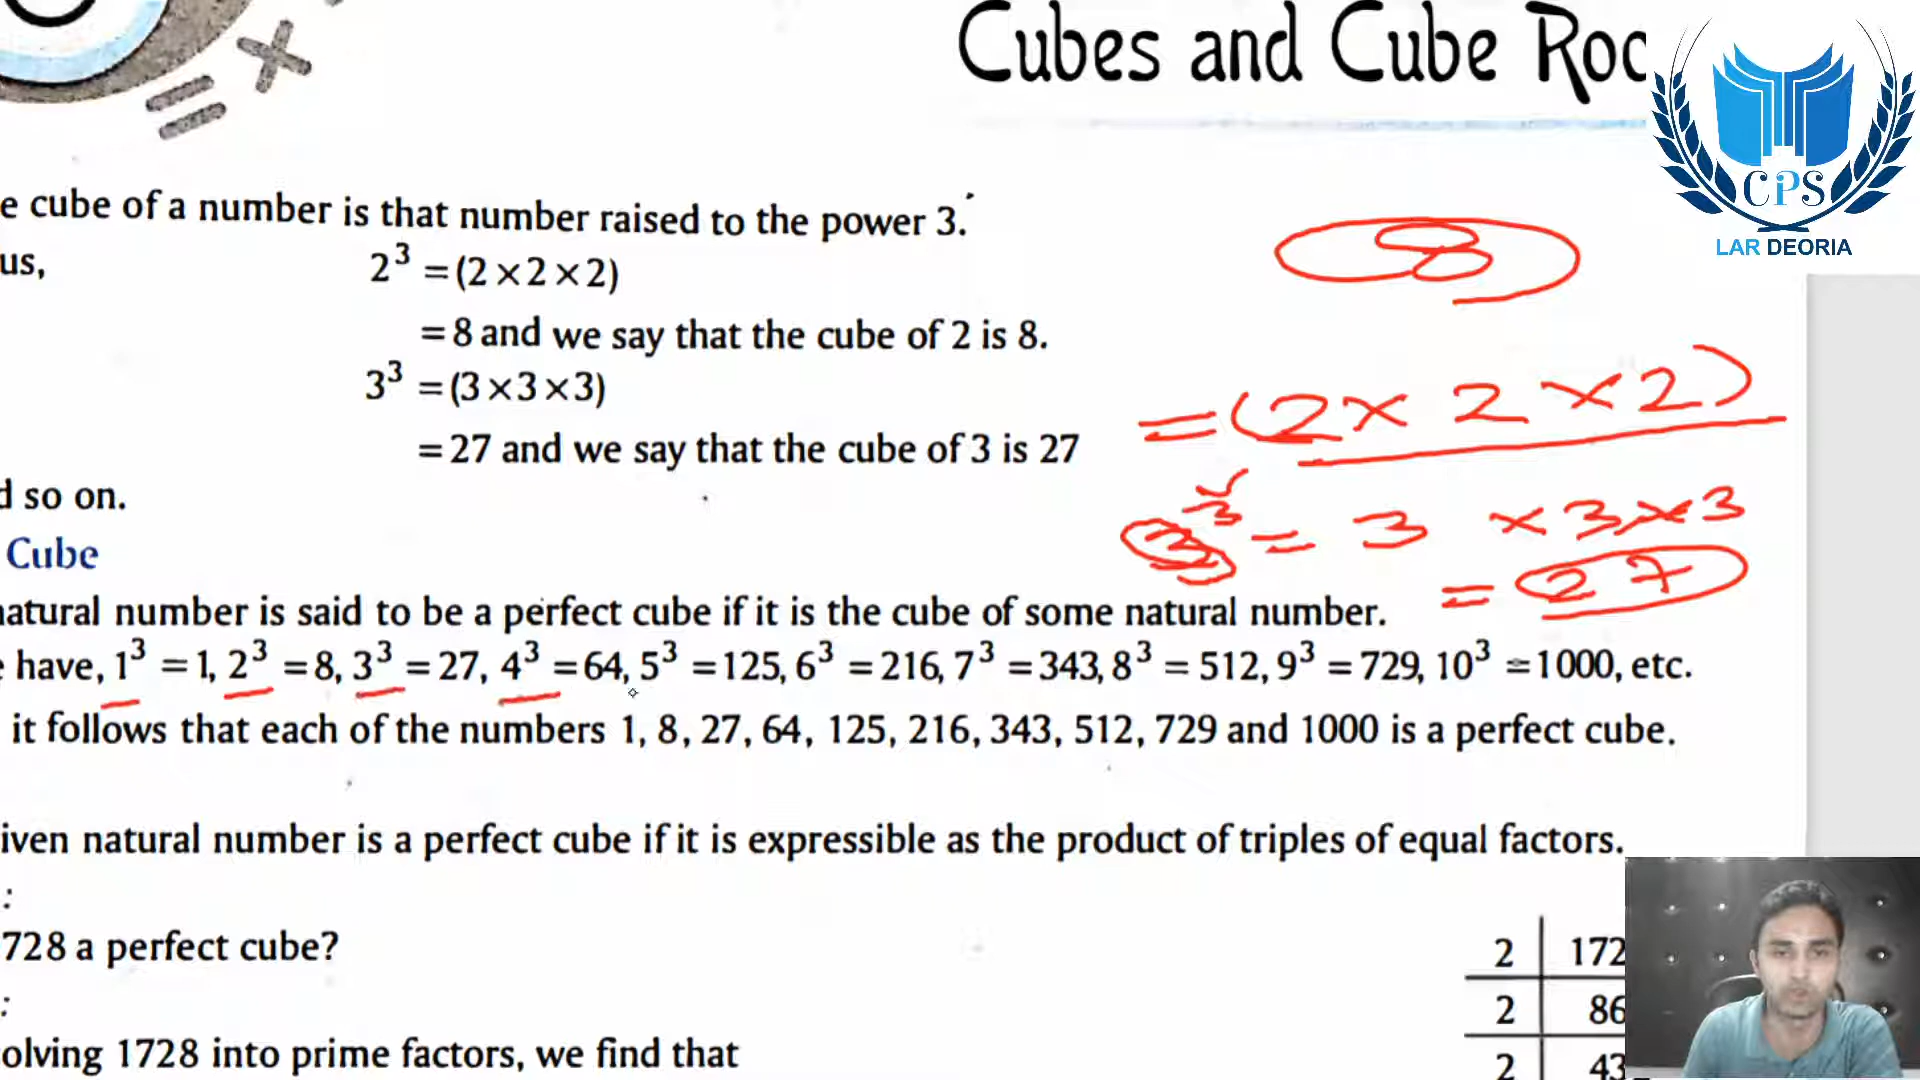 Cubes and Cube Roo
CPS
LAR DEORIA
e cube of a number is that number raised to the power 3.
us, 2³ = (2×2×2)
= 8 and we say that the cube of 2 is 8.
3³ = (3×3×3)
= 27 and we say that the cube of 3 is 27
d so on.
8
= (2 × 2 × 2)
3³ = 3 × 3 × 3
= 27
Cube
natural number is said to be a perfect cube if it is the cube of some natural number.
e have, 1³ = 1, 2³ = 8, 3³ = 27, 4³ = 64, 5³ = 125, 6³ = 216, 7³ = 343, 8³ = 512, 9³ = 729, 10³ = 1000, etc.
it follows that each of the numbers 1, 8, 27, 64, 125, 216, 343, 512, 729 and 1000 is a perfect cube.
iven natural number is a perfect cube if it is expressible as the product of triples of equal factors.
:
728 a perfect cube?
:
olving 1728 into prime factors, we find that
2 | 172
2 | 86
2 | 43